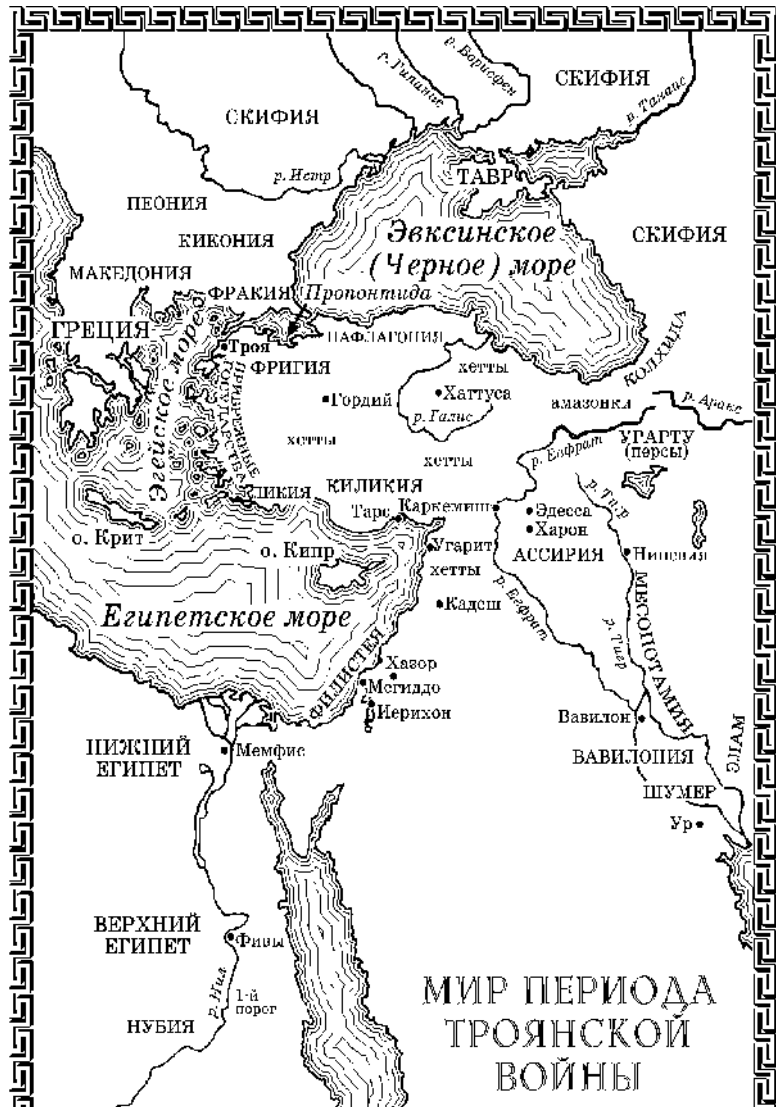 р. Гипанис
р. Борисфен
СКИФИЯ
СКИФИЯ
р. Танаис
р. Истр
ТАВР
ПЕОНИЯ
Эвксинское
(Черное) море
КИКОНИЯ
СКИФИЯ
МАКЕДОНИЯ
ФРАКИЯ
Пропонтида
ГРЕЦИЯ
Троя
ПАФЛАГОНИЯ
ФРИГИЯ
хетты
КОЛХИДА
Эгейское море
Гордий
Хаттуса
р. Галис
амазонки
р. Аракс
хетты
хетты
р. Евфрат
УРАРТУ
(персы)
ЛИКИЯ
КИЛИКИЯ
р. Тигр
Тарс
Каркемиш
Эдесса
Харон
о. Крит
о. Кипр
Угарит
АССИРИЯ
Ниневия
хетты
р. Евфрат
МЕСОПОТАМИЯ
Египетское море
Кадеш
р. Тигр
ФИЛИСТЕЯ
Хазор
Мегиддо
Иерихон
Вавилон
НИЖНИЙ
ЕГИПЕТ
Мемфис
ВАВИЛОНИЯ
ШУМЕР
Ур
ВЕРХНИЙ
ЕГИПЕТ
Фивы
р. Нил
1-й
порог
НУБИЯ
МИР ПЕРИОДА
ТРОЯНСКОЙ
ВОЙНЫ